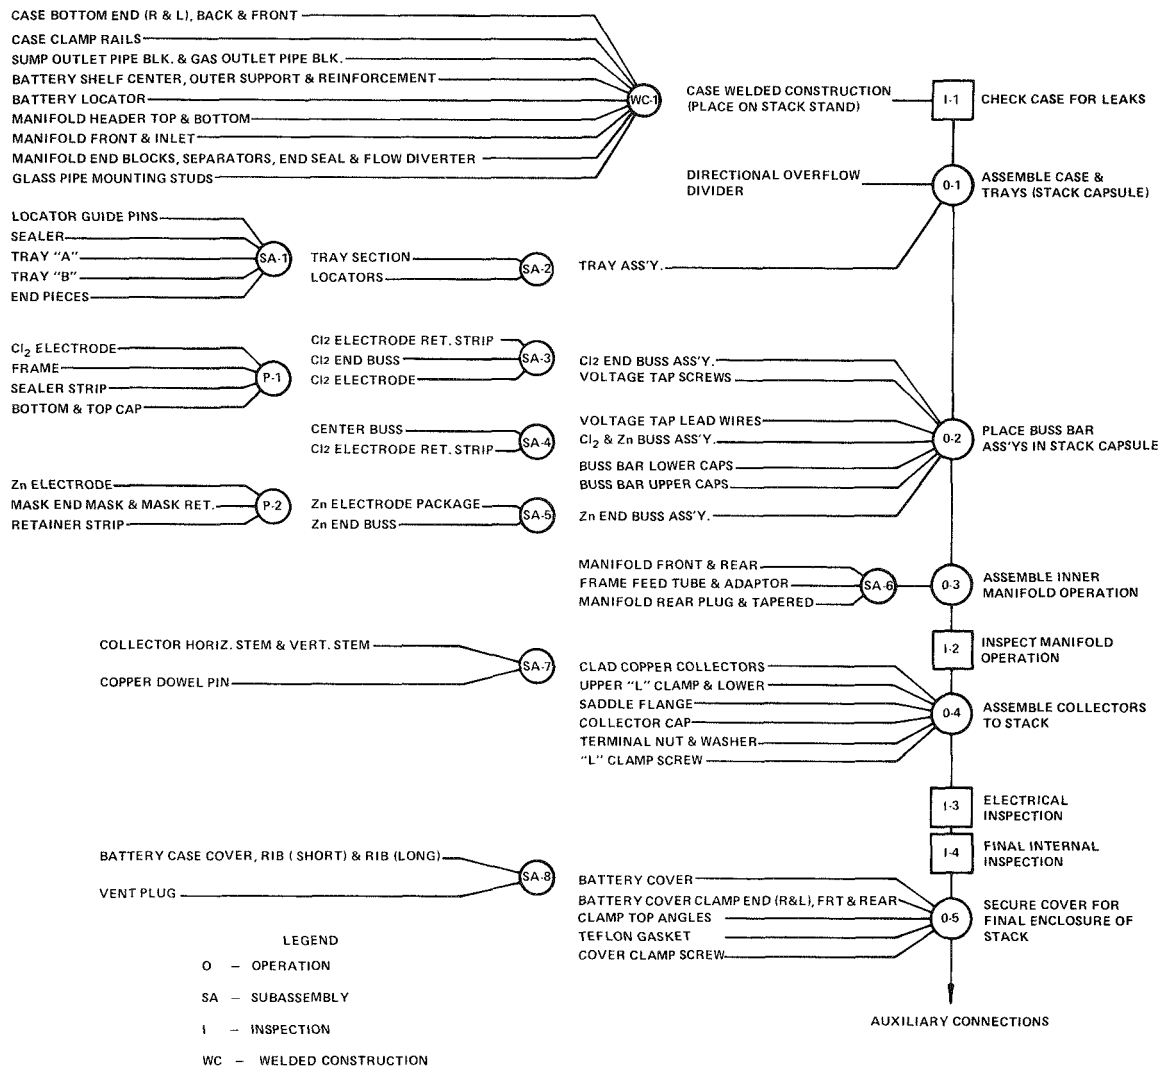 CASE BOTTOM END (R & L), BACK & FRONT
CASE CLAMP RAILS
SUMP OUTLET PIPE BLK. & GAS OUTLET PIPE BLK.
BATTERY SHELF CENTER, OUTER SUPPORT & REINFORCEMENT
BATTERY LOCATOR
MANIFOLD HEADER TOP & BOTTOM
MANIFOLD FRONT & INLET
MANIFOLD END BLOCKS, SEPARATORS, END SEAL & FLOW DIVERTER
GLASS PIPE MOUNTING STUDS
WC-1
CASE WELDED CONSTRUCTION
(PLACE ON STACK STAND)
I-1
CHECK CASE FOR LEAKS
DIRECTIONAL OVERFLOW
DIVIDER
0-1
ASSEMBLE CASE &
TRAYS (STACK CAPSULE)
LOCATOR GUIDE PINS
SEALER
TRAY "A"
TRAY "B"
END PIECES
SA-1
TRAY SECTION
LOCATORS
SA-2
TRAY ASS'Y.
Cl2 ELECTRODE
FRAME
SEALER STRIP
BOTTOM & TOP CAP
P-1
Cl2 ELECTRODE RET. STRIP
Cl2 END BUSS
Cl2 ELECTRODE
SA-3
CENTER BUSS
Cl2 ELECTRODE RET. STRIP
SA-4
Cl2 END BUSS ASS'Y.
VOLTAGE TAP SCREWS
VOLTAGE TAP LEAD WIRES
Cl2 & Zn BUSS ASS'Y.
BUSS BAR LOWER CAPS
BUSS BAR UPPER CAPS
Zn END BUSS ASS'Y.
0-2
PLACE BUSS BAR
ASS'YS IN STACK CAPSULE
Zn ELECTRODE
MASK END MASK & MASK RET.
RETAINER STRIP
P-2
Zn ELECTRODE PACKAGE
Zn END BUSS
SA-5
MANIFOLD FRONT & REAR
FRAME FEED TUBE & ADAPTOR
MANIFOLD REAR PLUG & TAPERED
SA-6
0-3
ASSEMBLE INNER
MANIFOLD OPERATION
I-2
INSPECT MANIFOLD
OPERATION
COLLECTOR HORIZ. STEM & VERT. STEM
COPPER DOWEL PIN
SA-7
CLAD COPPER COLLECTORS
UPPER "L" CLAMP & LOWER
SADDLE FLANGE
COLLECTOR CAP
TERMINAL NUT & WASHER
"L" CLAMP SCREW
0-4
ASSEMBLE COLLECTORS
TO STACK
I-3
ELECTRICAL
INSPECTION
I-4
FINAL INTERNAL
INSPECTION
BATTERY CASE COVER, RIB (SHORT) & RIB (LONG)
VENT PLUG
SA-8
BATTERY COVER
BATTERY COVER CLAMP END (R&L), FRT & REAR
CLAMP TOP ANGLES
TEFLON GASKET
COVER CLAMP SCREW
0-5
SECURE COVER FOR
FINAL ENCLOSURE OF
STACK
AUXILIARY CONNECTIONS
LEGEND
O – OPERATION
SA – SUBASSEMBLY
I – INSPECTION
WC – WELDED CONSTRUCTION